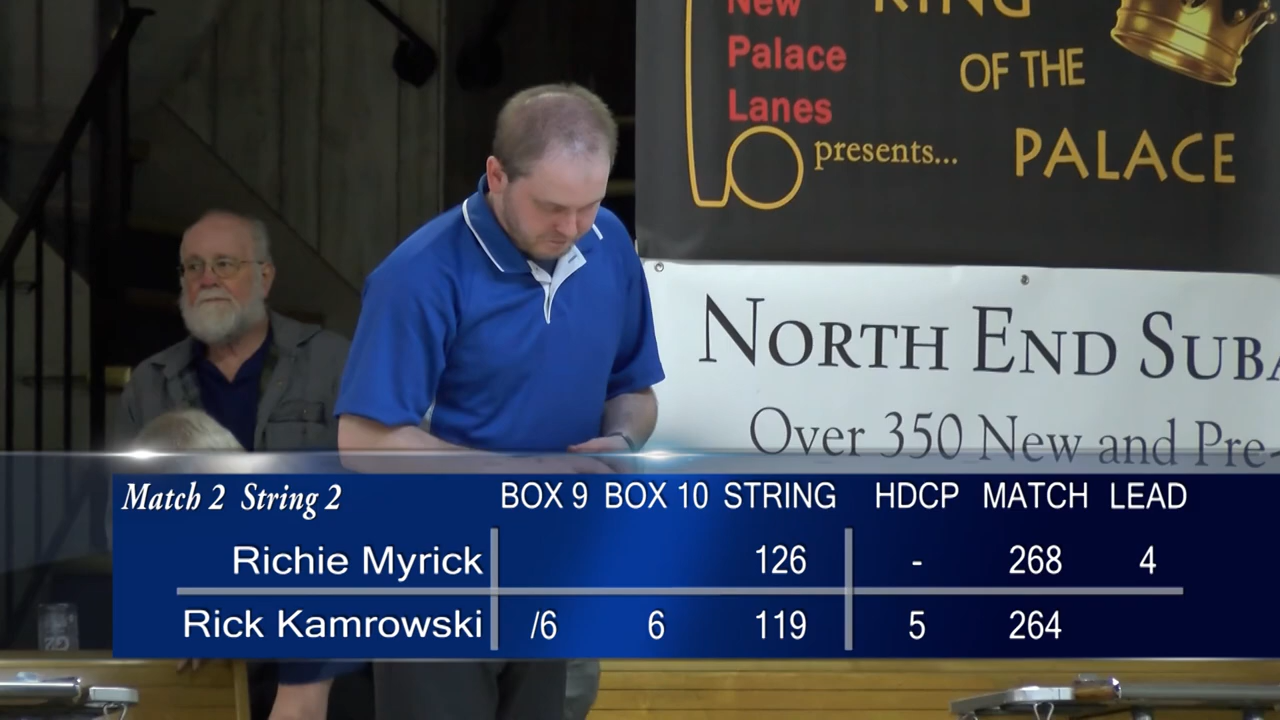 New
KING
Palace
OF THE
Lanes
presents...
PALACE
NORTH END SUBA
Over 350 New and Pre-
Match 2 String 2 BOX 9 BOX 10 STRING HDCP MATCH LEAD
Richie Myrick 126 - 268 4
Rick Kamrowski /6 6 119 5 264